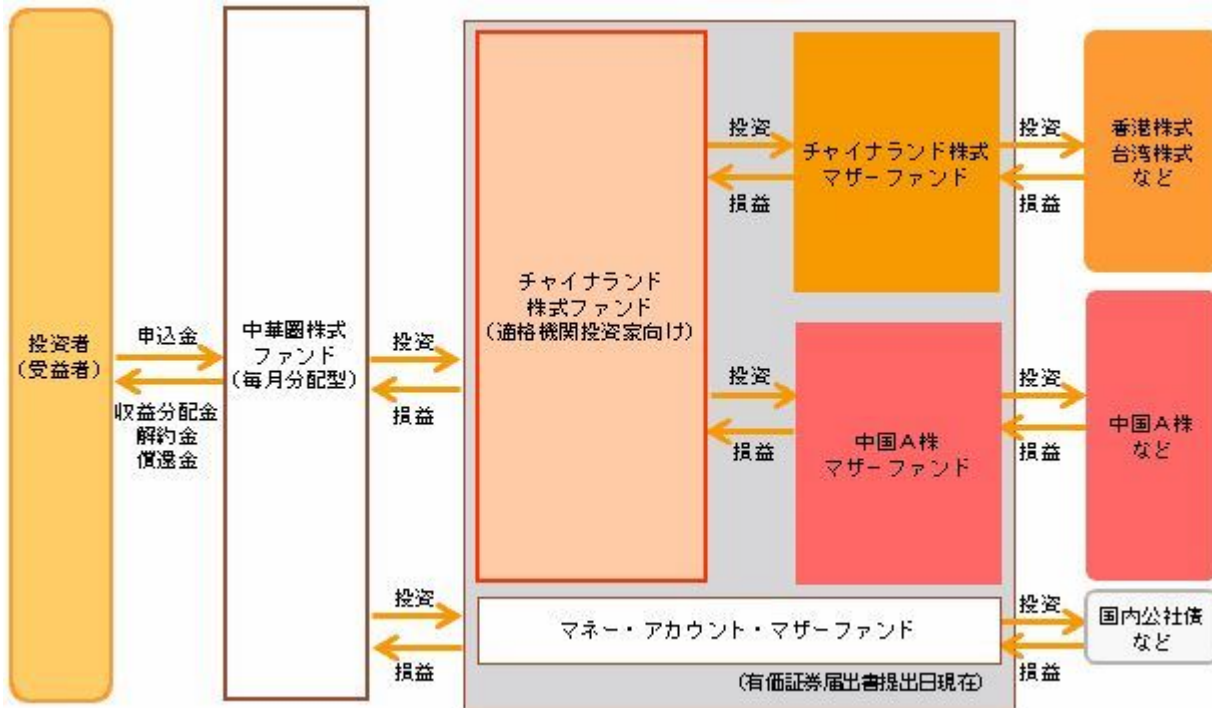 投資者
（受益者）
申込金
収益分配金
解約金
償還金
中華圏株式
ファンド
（毎月分配型）
投資
損益
投資
損益
チャイナランド
株式ファンド
（適格機関投資家向け）
投資
損益
投資
損益
チャイナランド株式
マザーファンド
中国Ａ株
マザーファンド
マネー・アカウント・マザーファンド
（有価証券届出書提出日現在）
投資
損益
投資
損益
投資
損益
香港株式
台湾株式
など
中国Ａ株
など
国内公社債
など